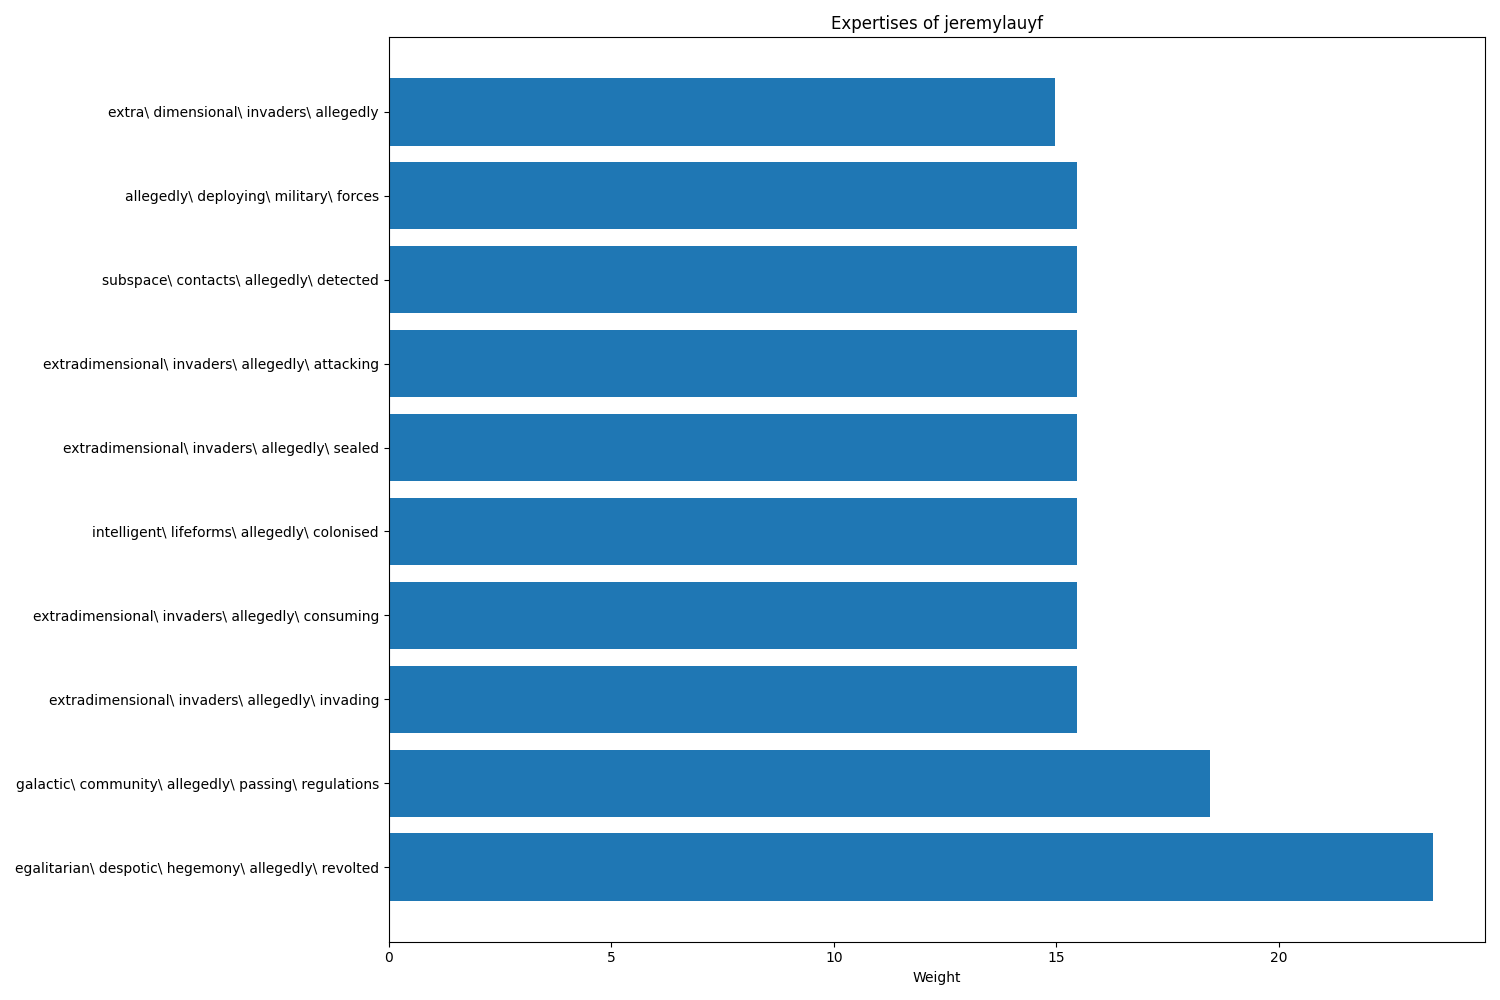 Expertises of jeremylauyf
extra\ dimensional\ invaders\ allegedly
allegedly\ deploying\ military\ forces
subspace\ contacts\ allegedly\ detected
extradimensional\ invaders\ allegedly\ attacking
extradimensional\ invaders\ allegedly\ sealed
intelligent\ lifeforms\ allegedly\ colonised
extradimensional\ invaders\ allegedly\ consuming
extradimensional\ invaders\ allegedly\ invading
galactic\ community\ allegedly\ passing\ regulations
egalitarian\ despotic\ hegemony\ allegedly\ revolted
0 5 10 15 20
Weight